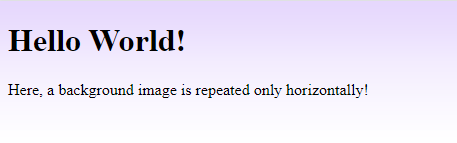 Hello World!
Here, a background image is repeated only horizontally!